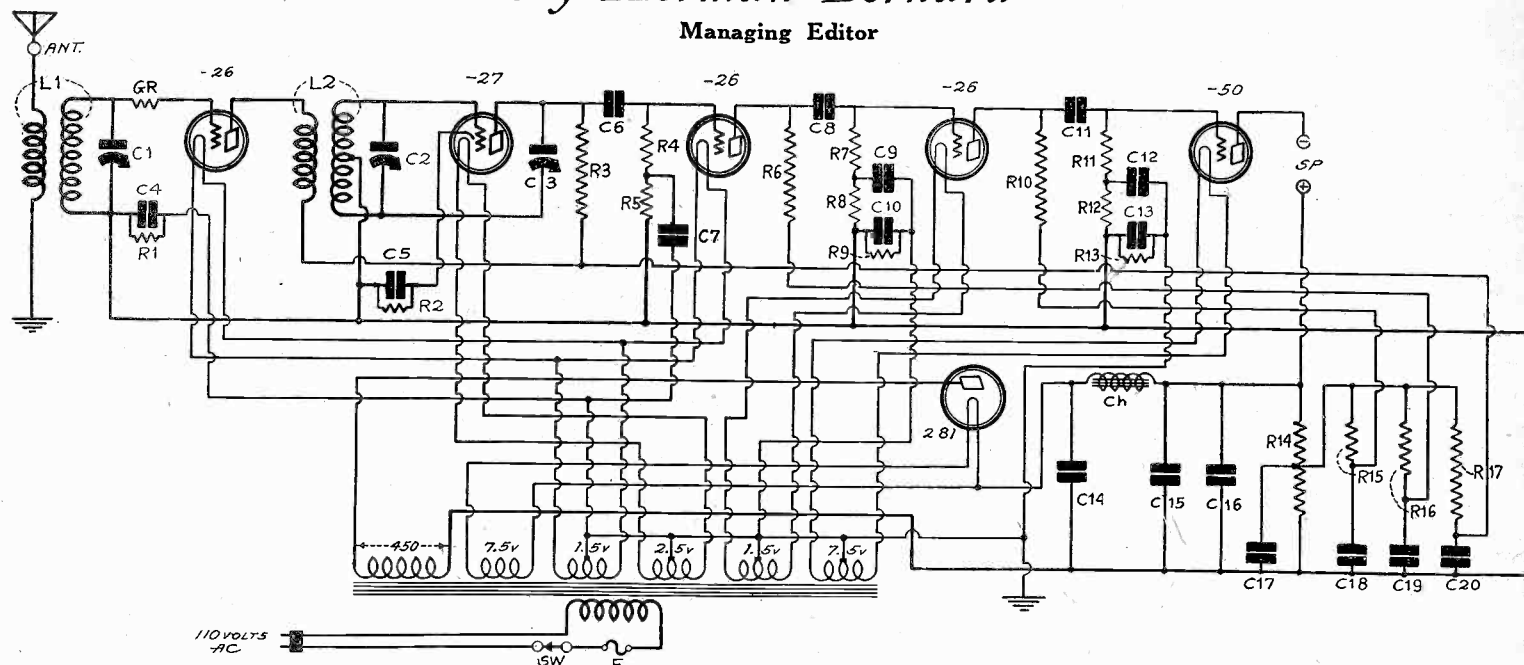 Managing Editor
ANT.
L1
GR
-26
L2
-27
-26
-26
-50
C1
C2
C3
C6
R3
R4
R5
C7
C8
R6
R7
C9
R8
C10
R9
C11
R10
R11
C12
R12
C13
R13
SP
C4
R1
C5
R2
281
Ch
C14
C15
C16
R14
R15
R16
R17
C17
C18
C19
C20
450
7.5v
1.5v
2.5v
1.5v
7.5v
110 VOLTS
AC
SW
F